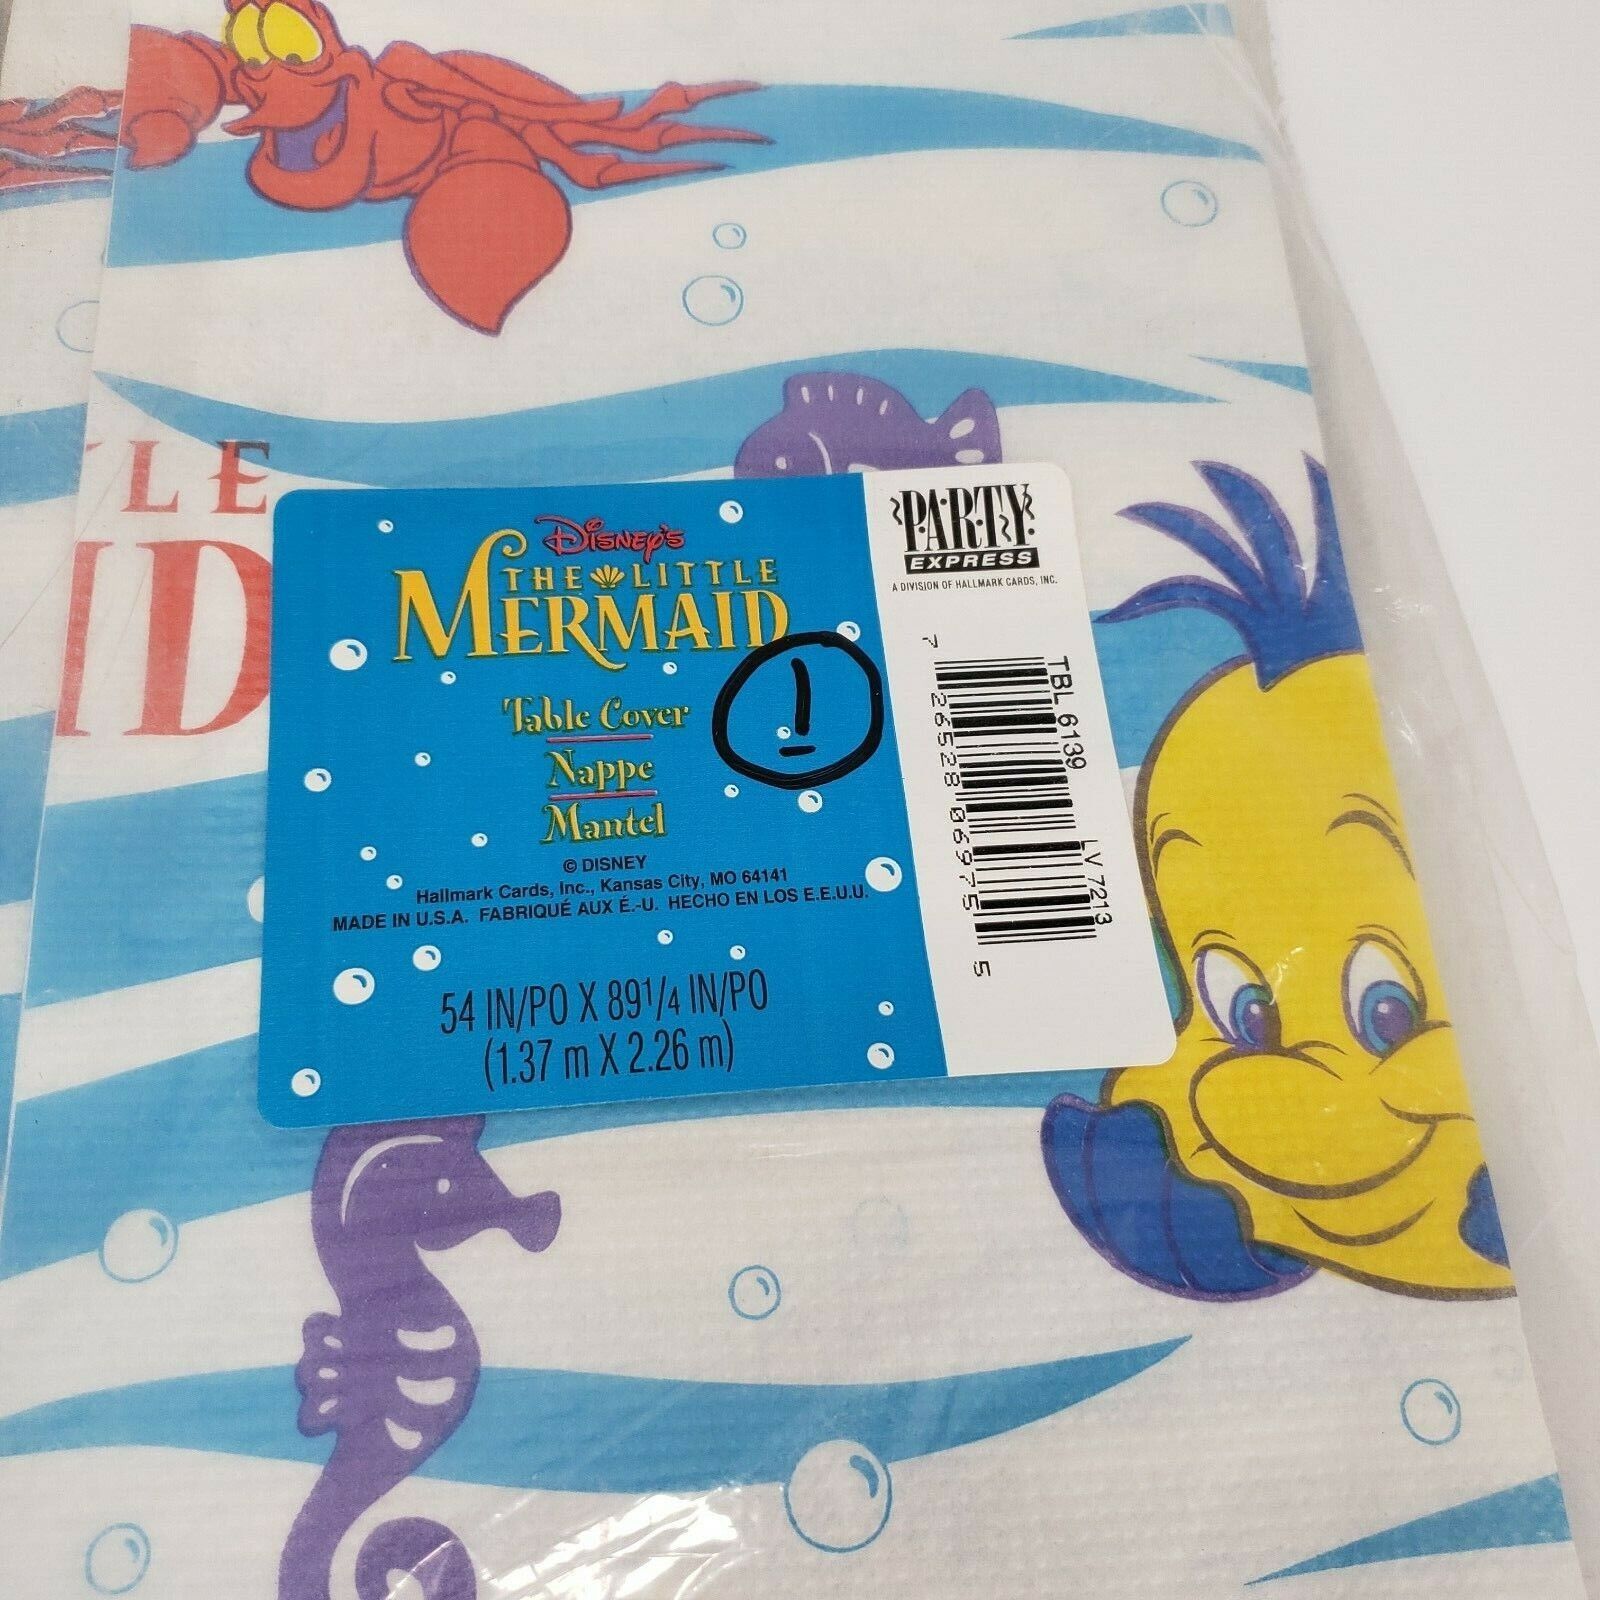 LE
ID
Disney's
THE LITTLE
MERMAID
1
Table Cover
Nappe
Mantel
© DISNEY
Hallmark Cards, Inc., Kansas City, MO 64141
MADE IN U.S.A. FABRIQUÉ AUX É.-U. HECHO EN LOS E.E.U.U.
54 IN/PO X 89 1/4 IN/PO
(1.37 m X 2.26 m)
PARTY
EXPRESS
A DIVISION OF HALLMARK CARDS, INC.
TBL 6139 LV 7213
7 26528 06975 5